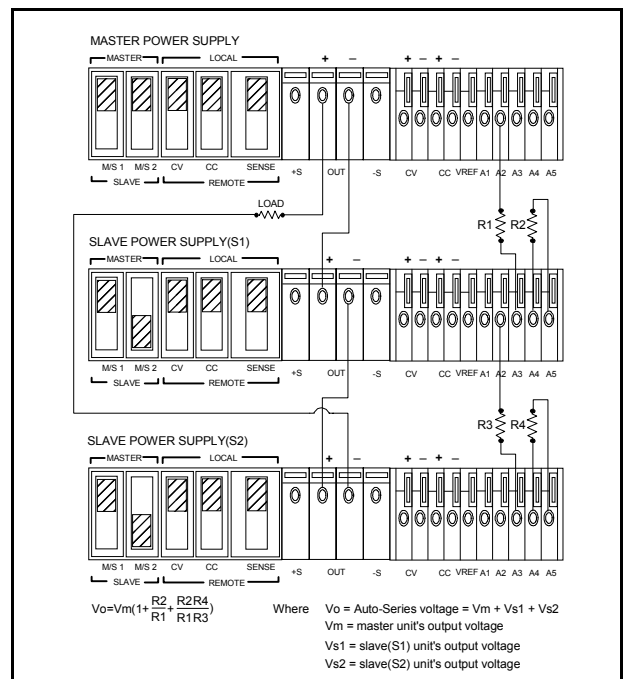 MASTER POWER SUPPLY
MASTER LOCAL + − + − + −
M/S 1 M/S 2 CV CC SENSE +S OUT -S CV CC VREF A1 A2 A3 A4 A5
SLAVE REMOTE
LOAD
R1 R2
SLAVE POWER SUPPLY(S1)
MASTER LOCAL + − + − + −
M/S 1 M/S 2 CV CC SENSE +S OUT -S CV CC VREF A1 A2 A3 A4 A5
SLAVE REMOTE
R3 R4
SLAVE POWER SUPPLY(S2)
MASTER LOCAL + − + − + −
M/S 1 M/S 2 CV CC SENSE +S OUT -S CV CC VREF A1 A2 A3 A4 A5
SLAVE REMOTE
Vo=Vm(1+R2/R1+R2R4/R1R3) Where Vo = Auto-Series voltage = Vm + Vs1 + Vs2
Vm = master unit's output voltage
Vs1 = slave(S1) unit's output voltage
Vs2 = slave(S2) unit's output voltage